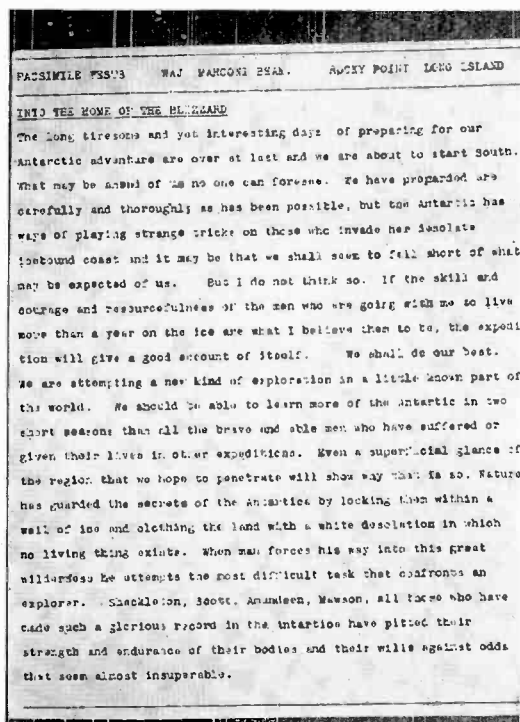 FACSIMILE TESTS WAJ MARCONI BEAM. ROCKY POINT LONG ISLAND
INTO THE HOME OF THE BLIZZARD
The long tiresome and yet interesting days of preparing for our
Antarctic adventure are over at last and we are about to start South.
What may be ahead of us no one can foresee. We have prepared as
carefully and thoroughly as has been possible, but the Antartic has
ways of playing strange tricks on those who invade her desolate
icebound coast and it may be that we shall seem to fall short of what
may be expected of us. But I do not think so. If the skill and
courage and resourcefulness of the men who are going with me to live
more than a year on the ice are what I believe them to be, the expedi
tion will give a good account of itself. We shall do our best.
We are attempting a new kind of exploration in a little known part of
the world. We should be able to learn more of the Antartic in two
short seasons than all the brave and able men who have suffered or
given their lives in other expeditions. Even a superficial glance of
the region that we hope to penetrate will show why that is so. Nature
has guarded the secrets of the Antartica by locking them within a
wall of ice and clothing the land with a white desolation in which
no living thing exists. When man forces his way into this great
wilderness he attempts the most difficult task that confronts an
explorer. Shackleton, Scott, Amundsen, Mawson, all those who have
made such a glorious record in the Antartics have pitted their
strength and endurance of their bodies and their wills against odds
that seem almost insuperable.